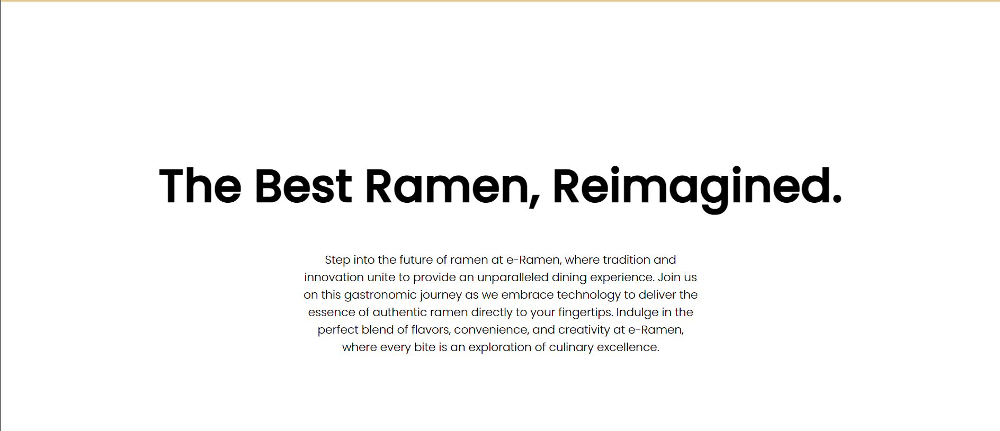 The Best Ramen, Reimagined.
Step into the future of ramen at e-Ramen, where tradition and
innovation unite to provide an unparalleled dining experience. Join us
on this gastronomic journey as we embrace technology to deliver the
essence of authentic ramen directly to your fingertips. Indulge in the
perfect blend of flavors, convenience, and creativity at e-Ramen,
where every bite is an exploration of culinary excellence.